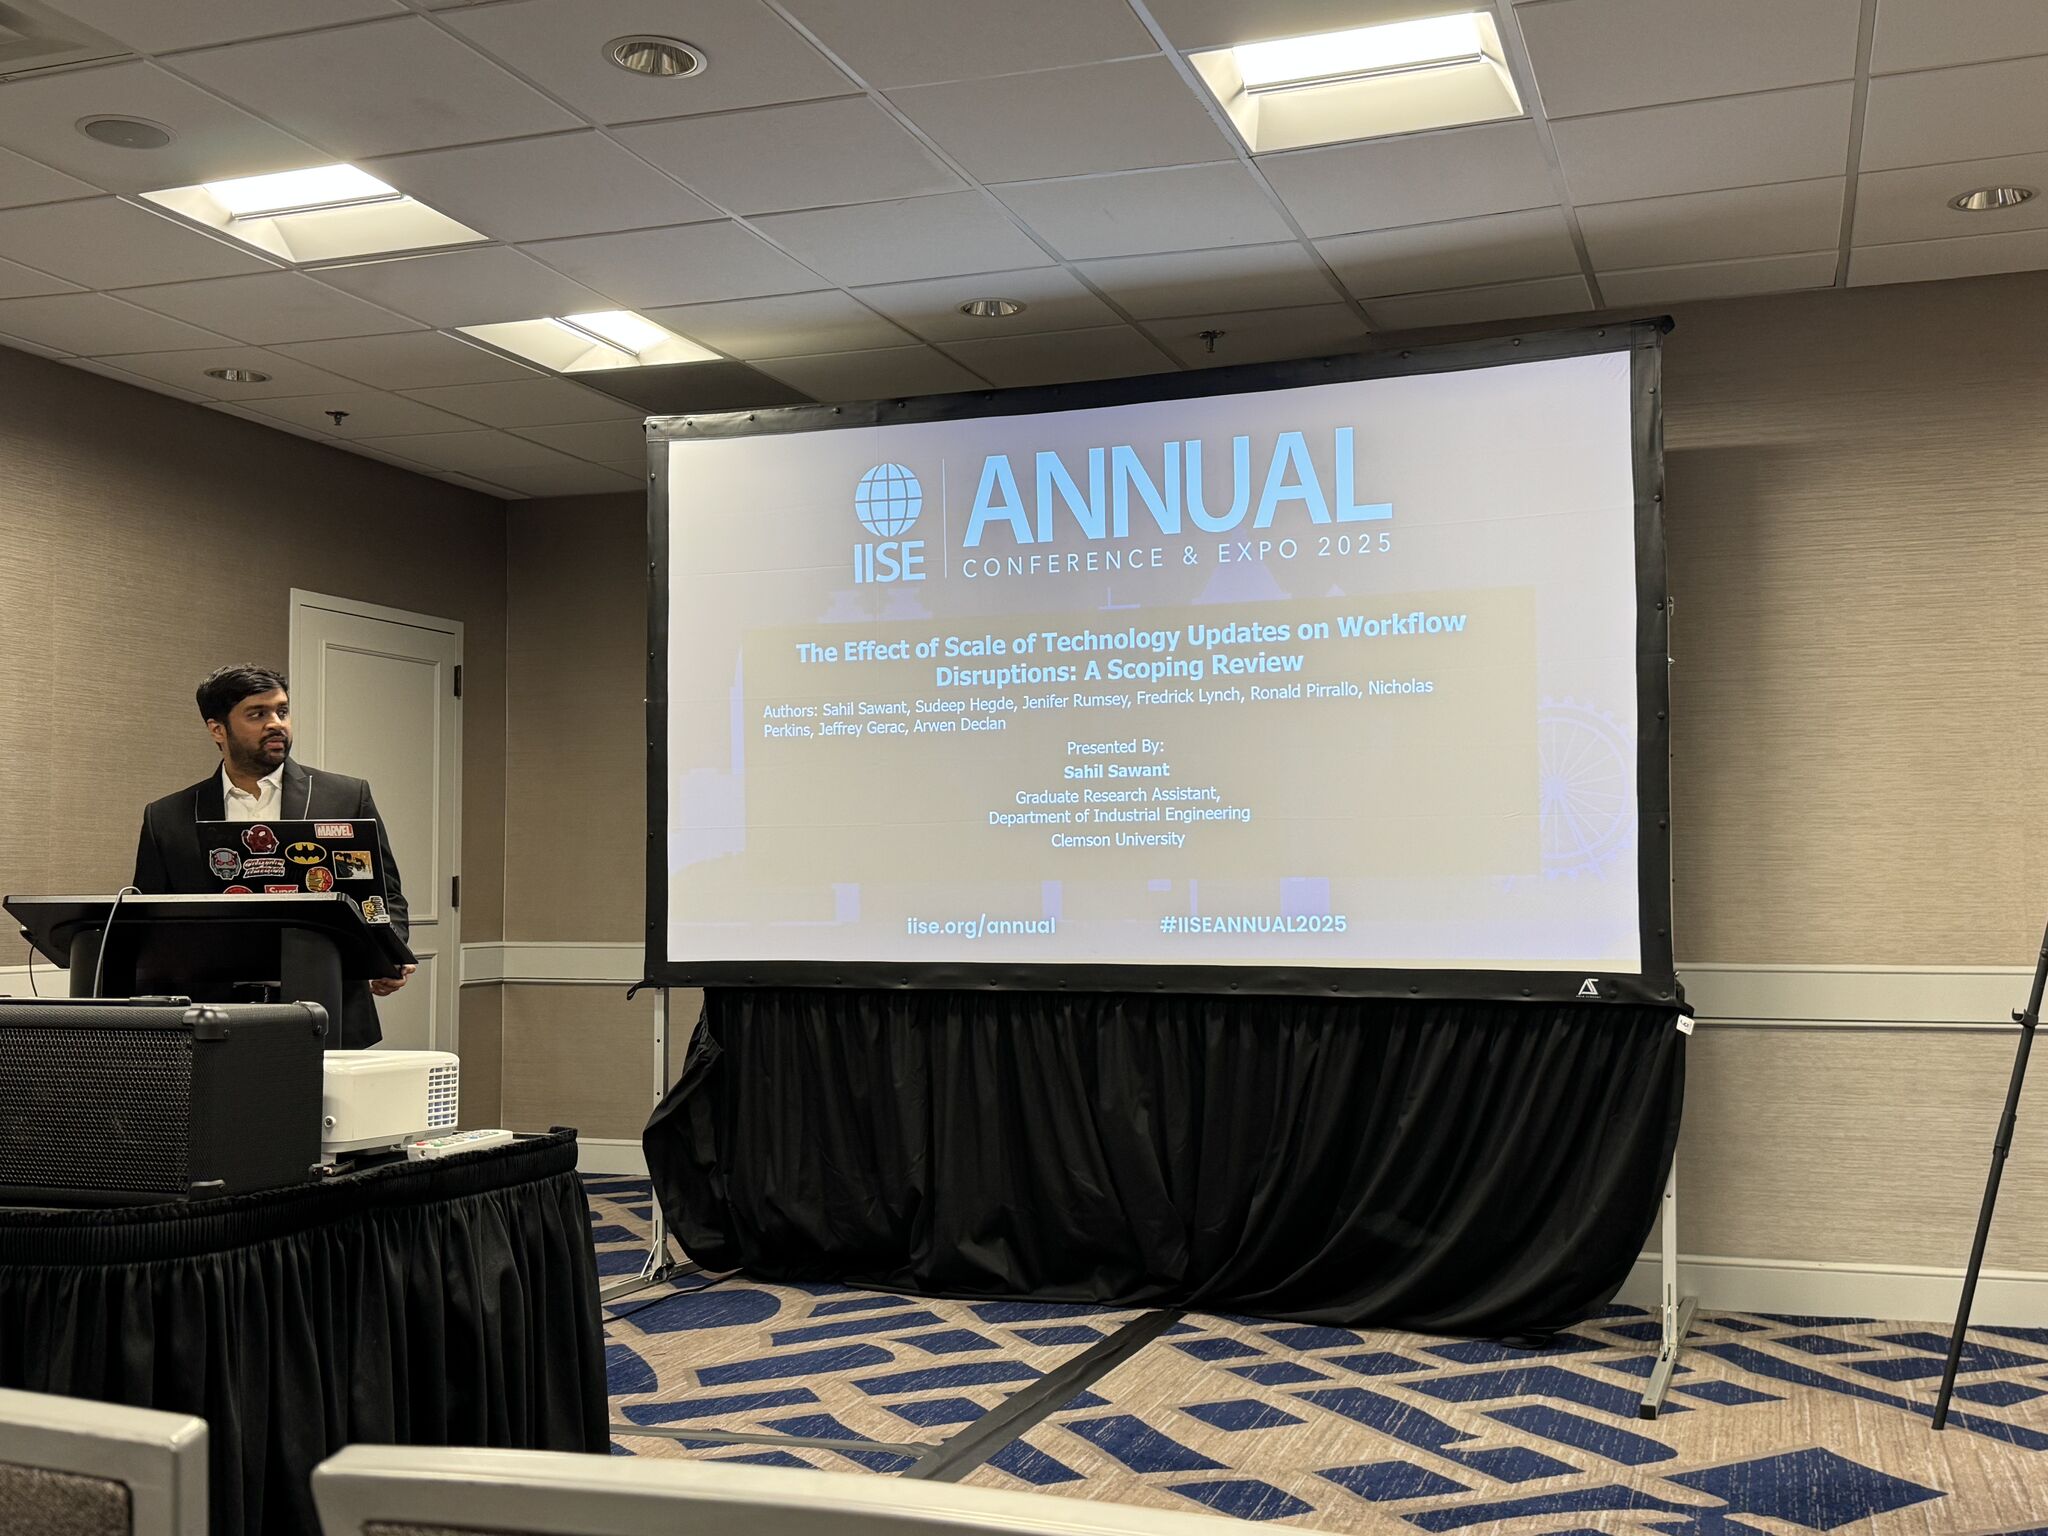 IISE
ANNUAL
CONFERENCE & EXPO 2025
The Effect of Scale of Technology Updates on Workflow
Disruptions: A Scoping Review
Authors: Sahil Sawant, Sudeep Hegde, Jenifer Rumsey, Fredrick Lynch, Ronald Pirrallo, Nicholas
Perkins, Jeffrey Gerac, Arwen Declan
Presented By:
Sahil Sawant
Graduate Research Assistant,
Department of Industrial Engineering
Clemson University
iise.org/annual
#IISEANNUAL2025
MARVEL